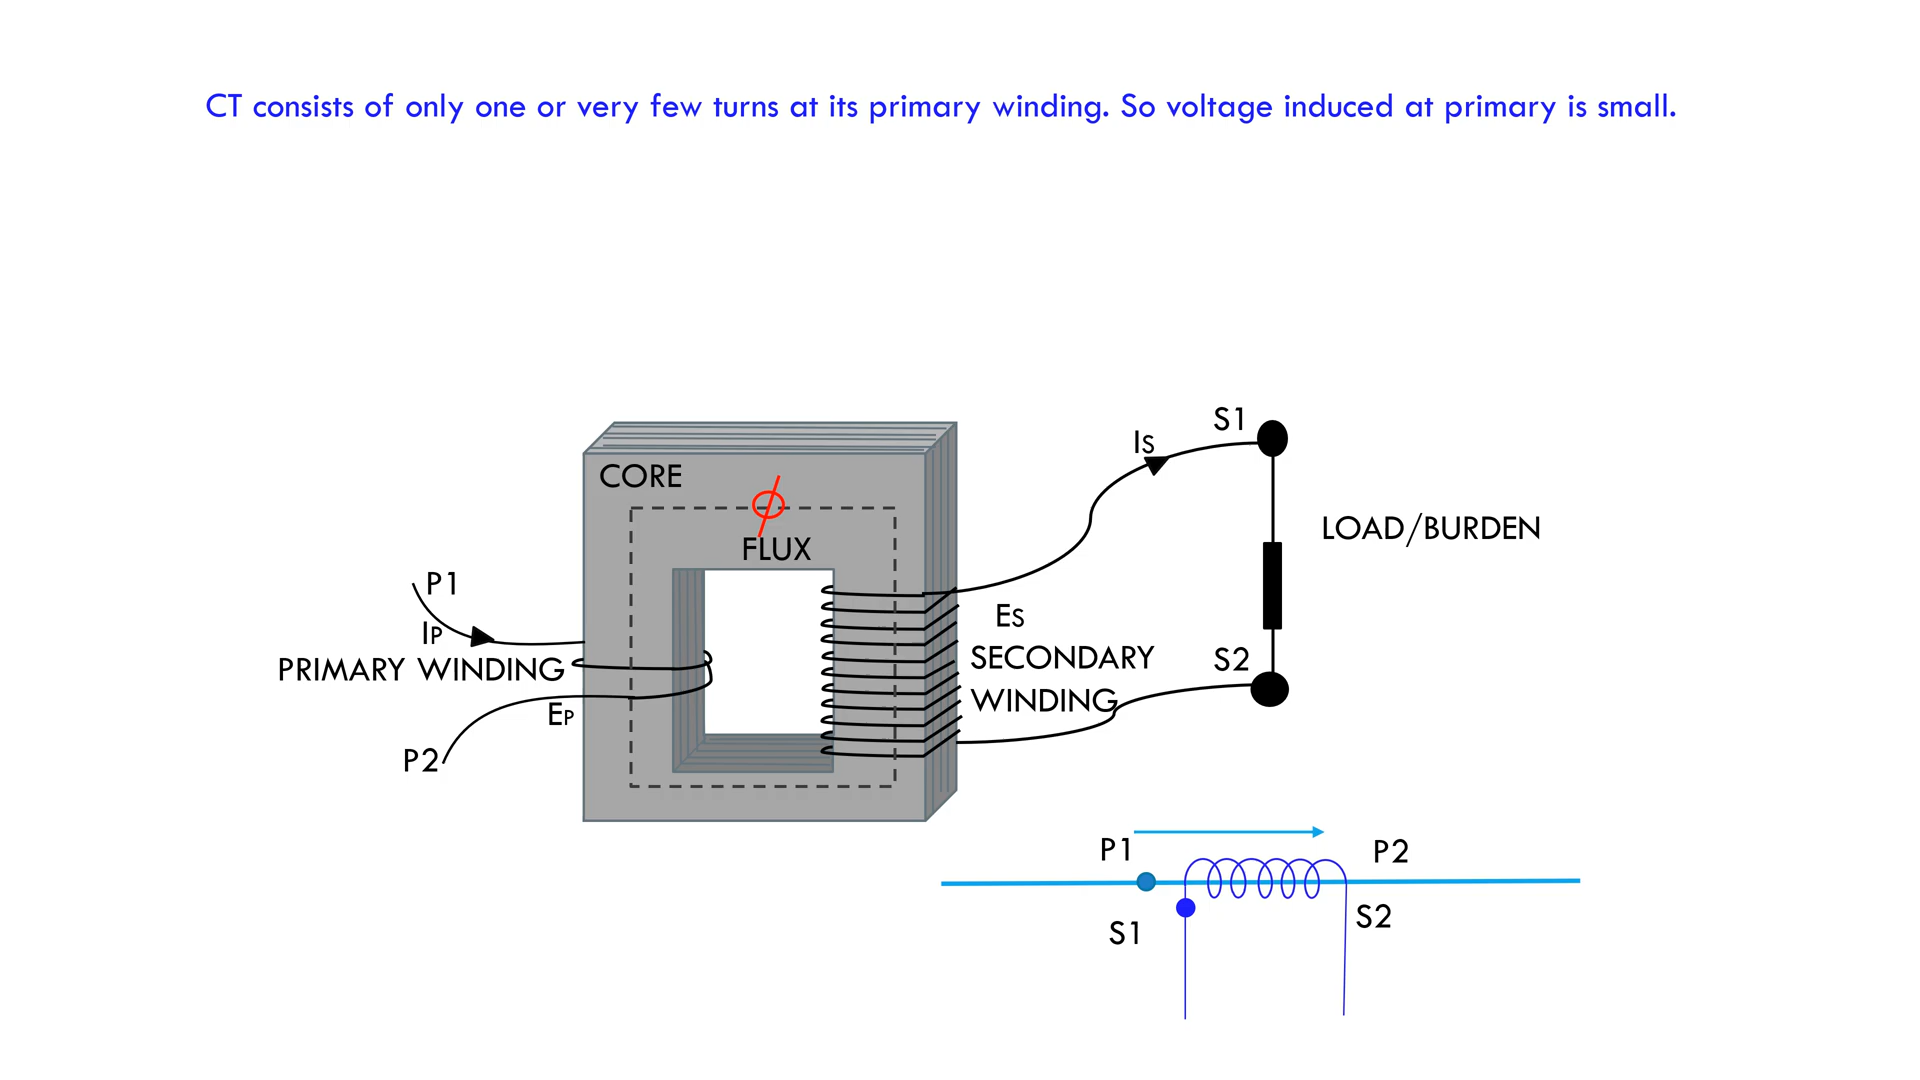 CT consists of only one or very few turns at its primary winding. So voltage induced at primary is small.
S1
IS
CORE
LOAD/BURDEN
FLUX
P1
ES
IP
SECONDARY
WINDING
S2
PRIMARY WINDING
EP
P2
P1
P2
S1
S2